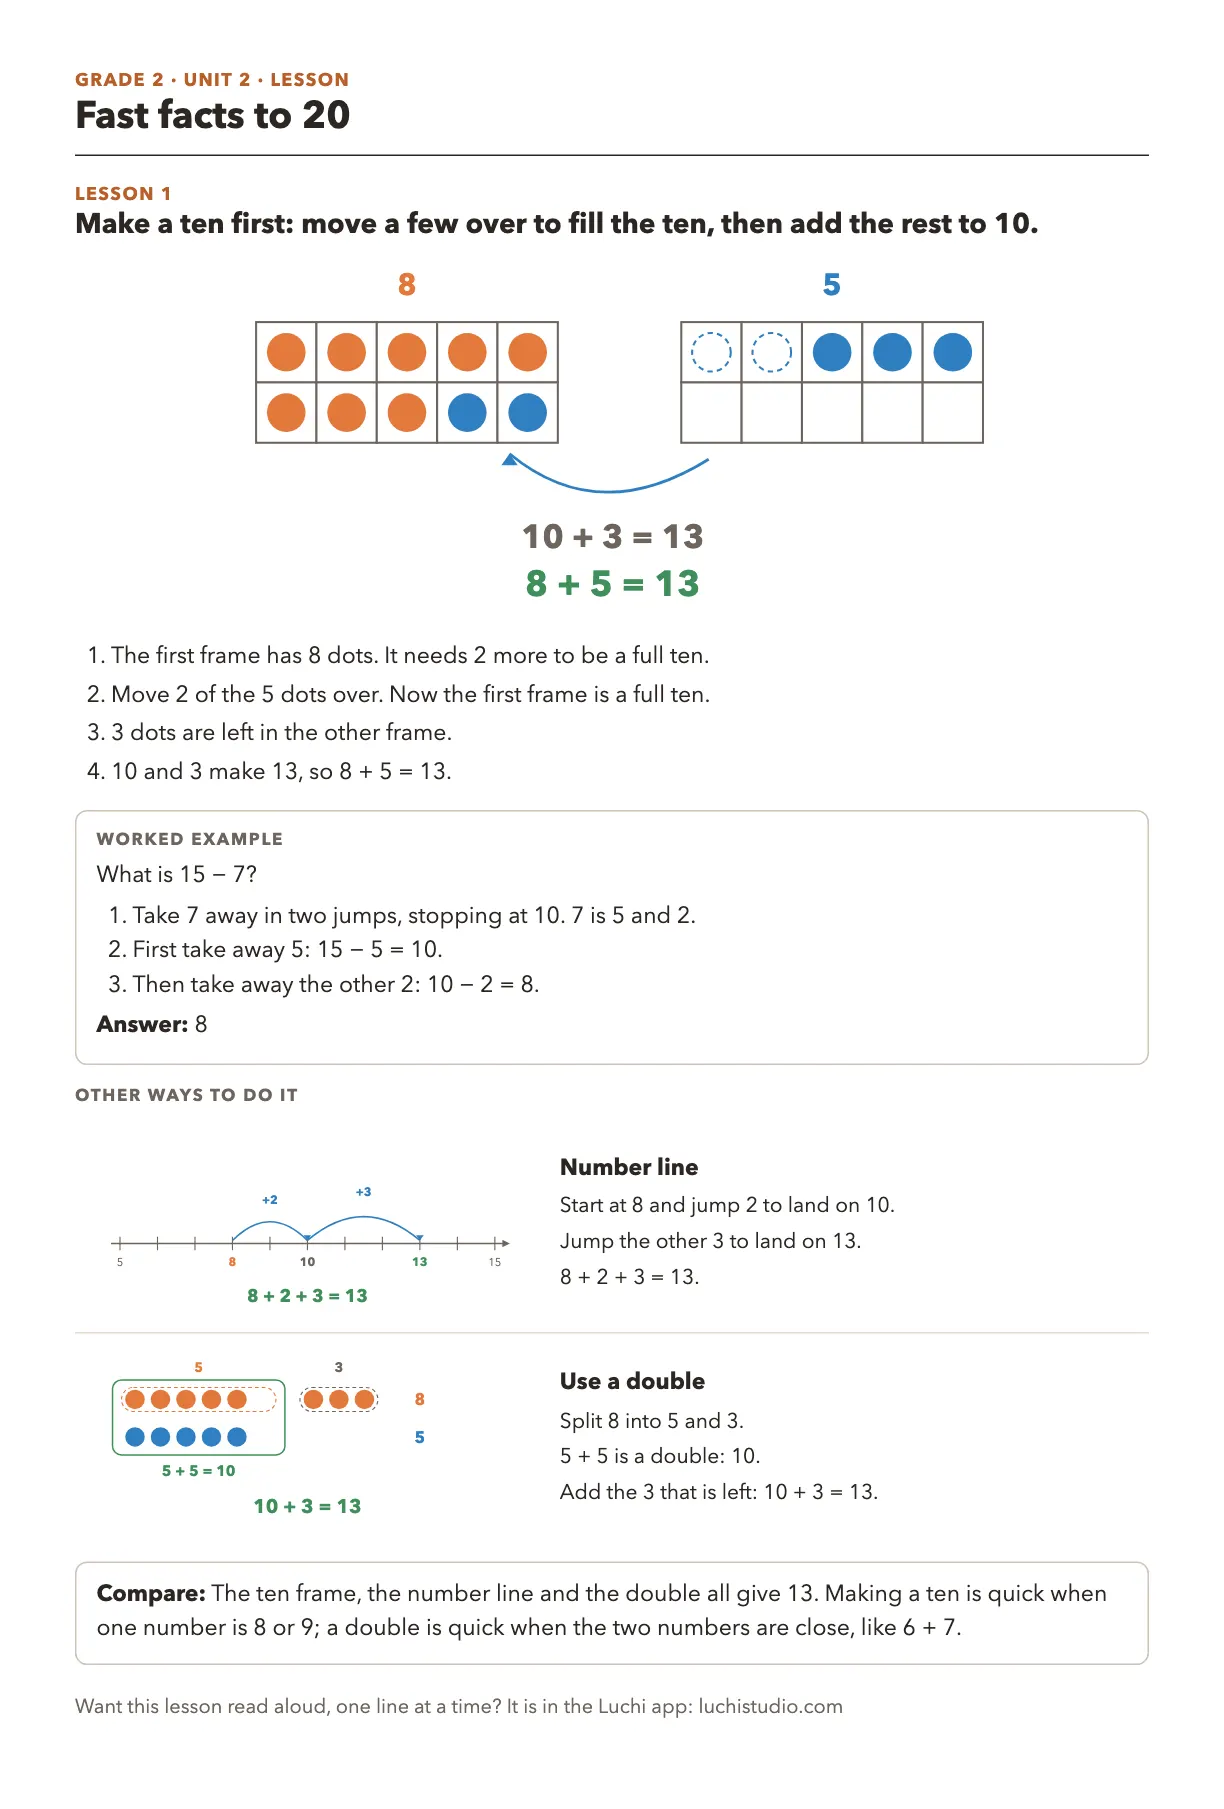 GRADE 2 · UNIT 2 · LESSON
Fast facts to 20
LESSON 1
Make a ten first: move a few over to fill the ten, then add the rest to 10.
8
5
10 + 3 = 13
8 + 5 = 13
1. The first frame has 8 dots. It needs 2 more to be a full ten.
2. Move 2 of the 5 dots over. Now the first frame is a full ten.
3. 3 dots are left in the other frame.
4. 10 and 3 make 13, so 8 + 5 = 13.
WORKED EXAMPLE
What is 15 − 7?
1. Take 7 away in two jumps, stopping at 10. 7 is 5 and 2.
2. First take away 5: 15 − 5 = 10.
3. Then take away the other 2: 10 − 2 = 8.
Answer: 8
OTHER WAYS TO DO IT
+2
+3
5
8
10
13
15
8 + 2 + 3 = 13
Number line
Start at 8 and jump 2 to land on 10.
Jump the other 3 to land on 13.
8 + 2 + 3 = 13.
5
3
8
5
5 + 5 = 10
10 + 3 = 13
Use a double
Split 8 into 5 and 3.
5 + 5 is a double: 10.
Add the 3 that is left: 10 + 3 = 13.
Compare: The ten frame, the number line and the double all give 13. Making a ten is quick when
one number is 8 or 9; a double is quick when the two numbers are close, like 6 + 7.
Want this lesson read aloud, one line at a time? It is in the Luchi app: luchistudio.com